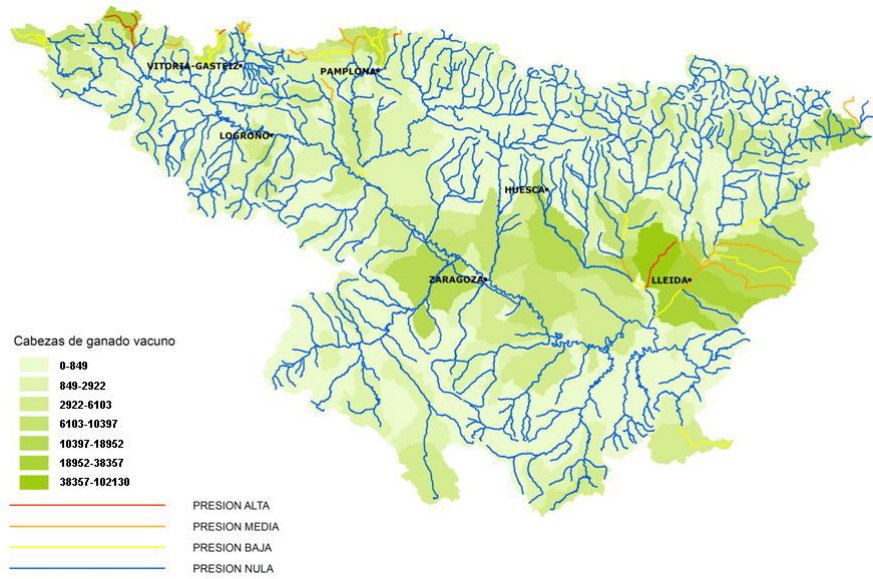 VITORIA-GASTEIZ
PAMPLONA
LOGROÑO
HUESCA
ZARAGOZA
LLEIDA
Cabezas de ganado vacuno
0-849
849-2922
2922-6103
6103-10397
10397-18952
18952-38357
38357-102130
PRESION ALTA
PRESION MEDIA
PRESION BAJA
PRESION NULA